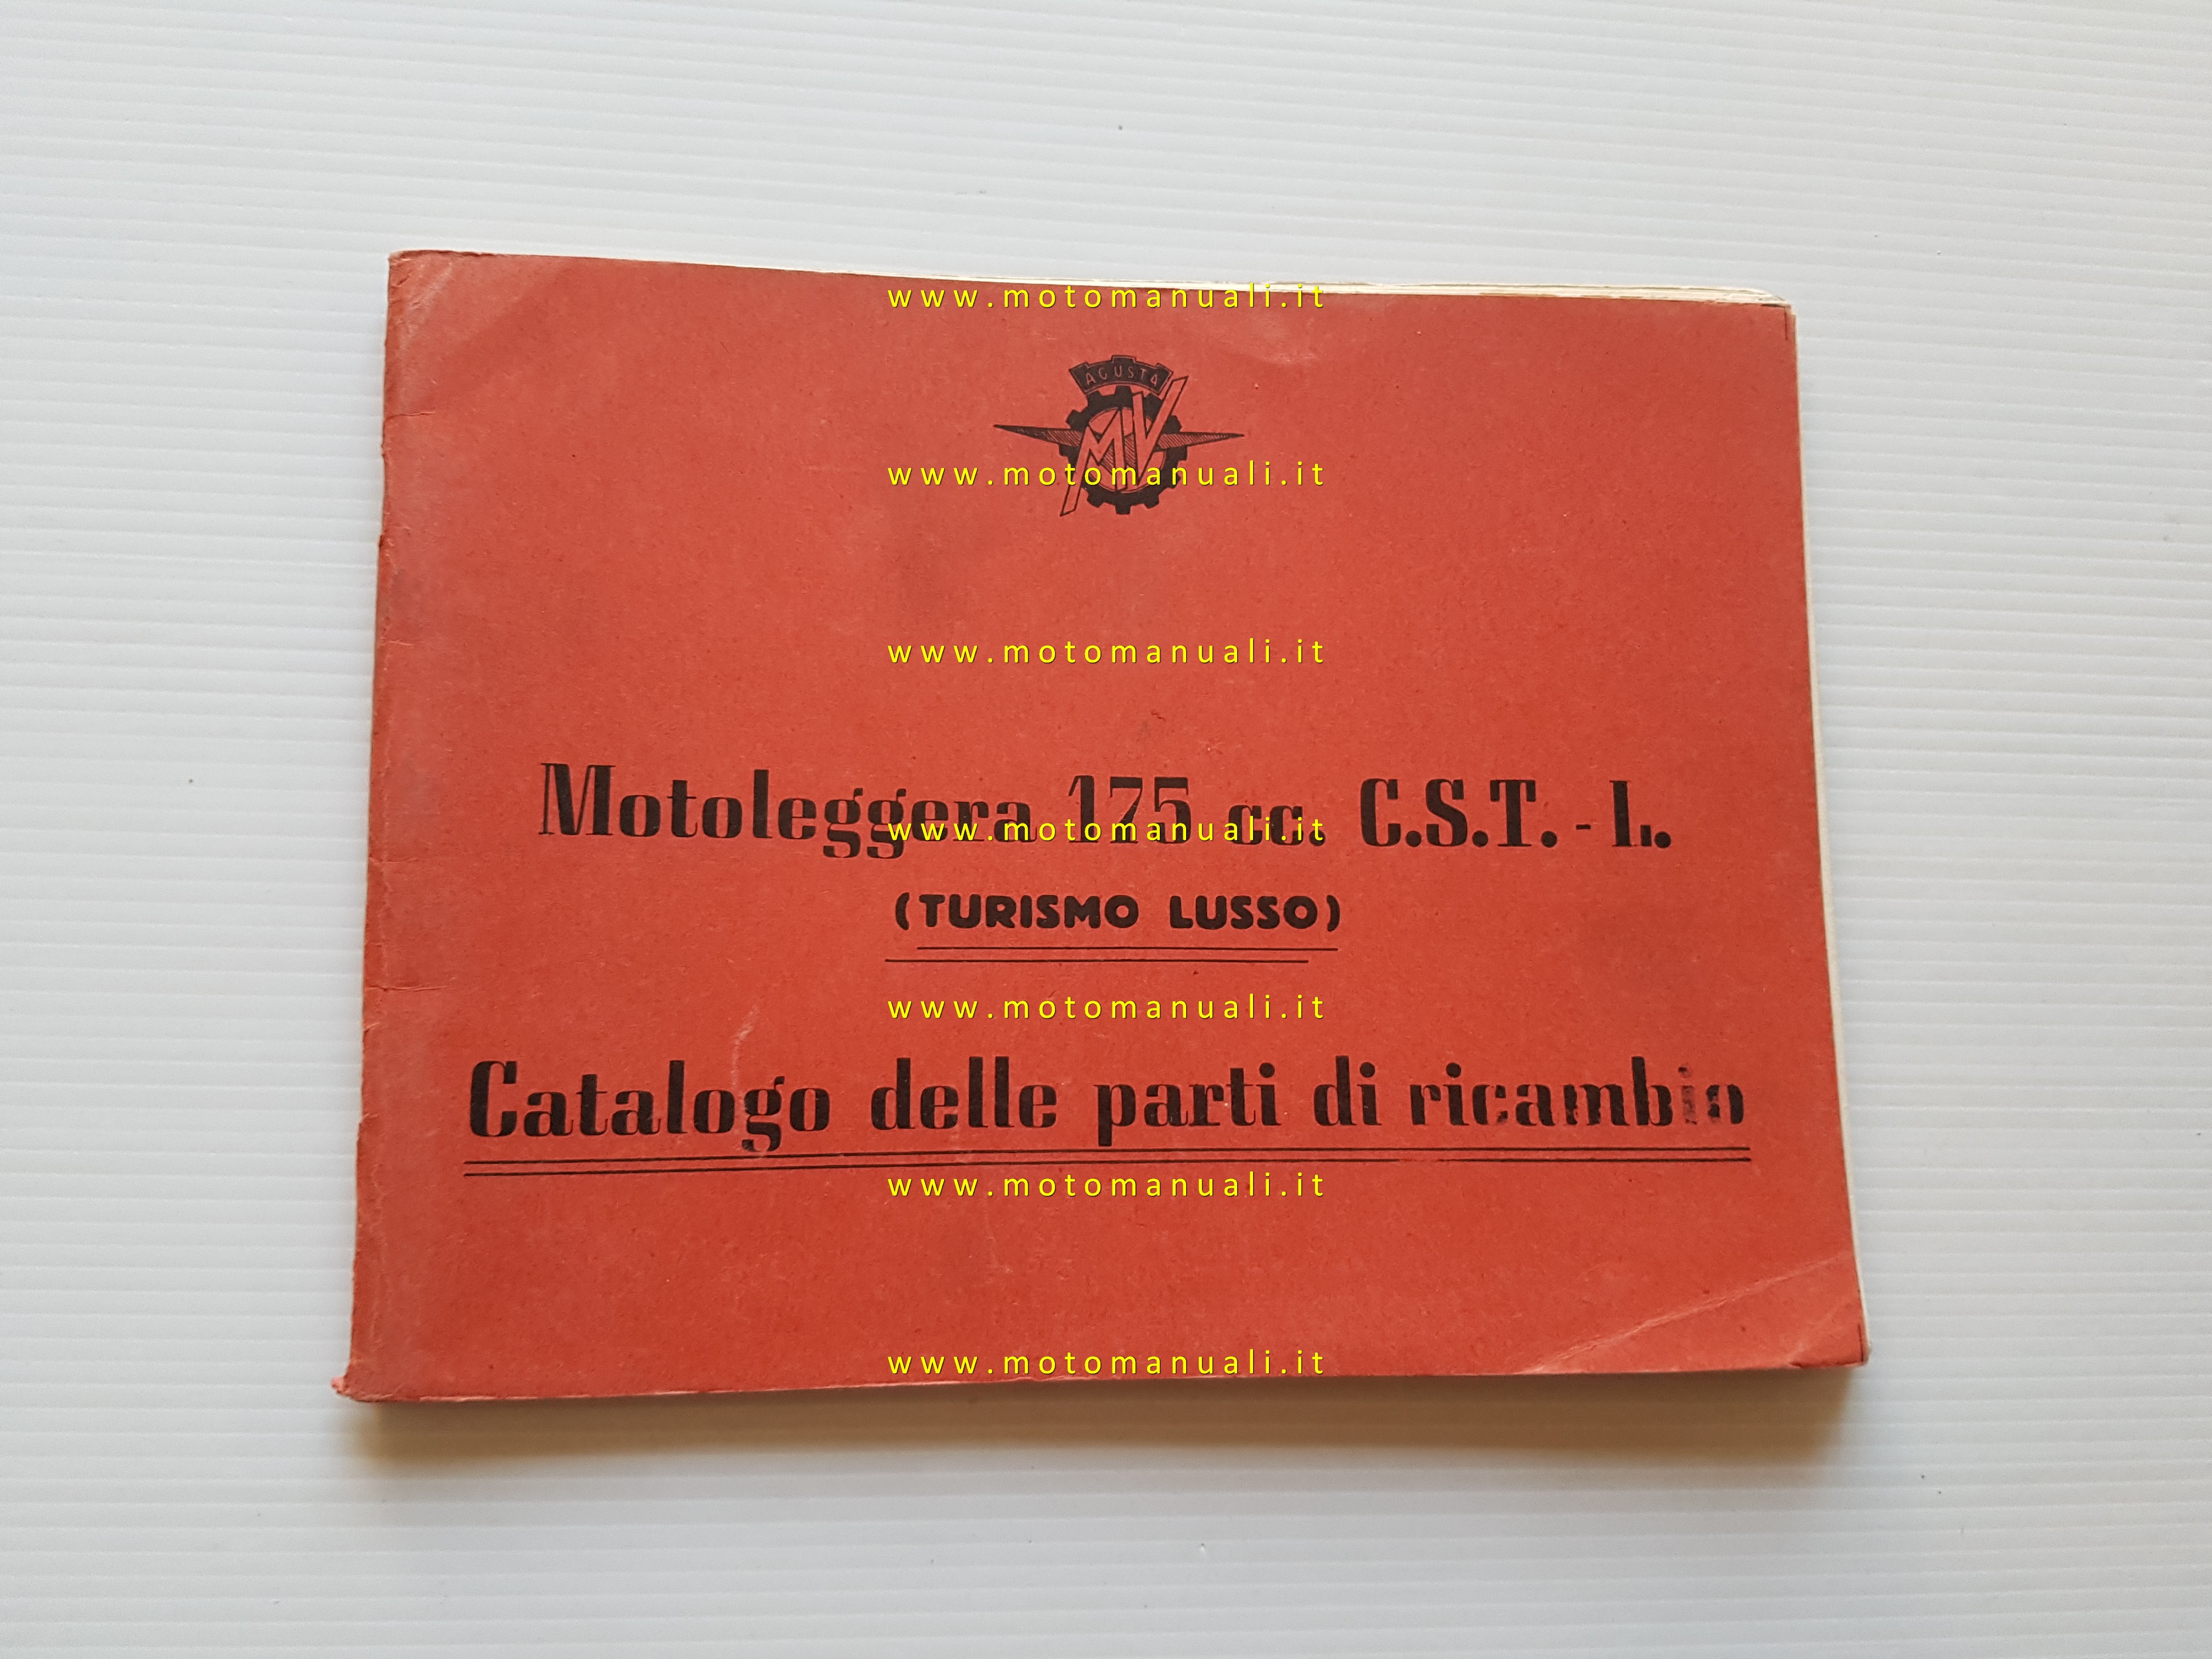 www.motomanuali.it
AGUSTA
MV
www.motomanuali.it
www.motomanuali.it
Motoleggera 175 cc. C.S.T. - L.
www.motomanuali.it
(TURISMO LUSSO)
www.motomanuali.it
Catalogo delle parti di ricambio
www.motomanuali.it
www.motomanuali.it